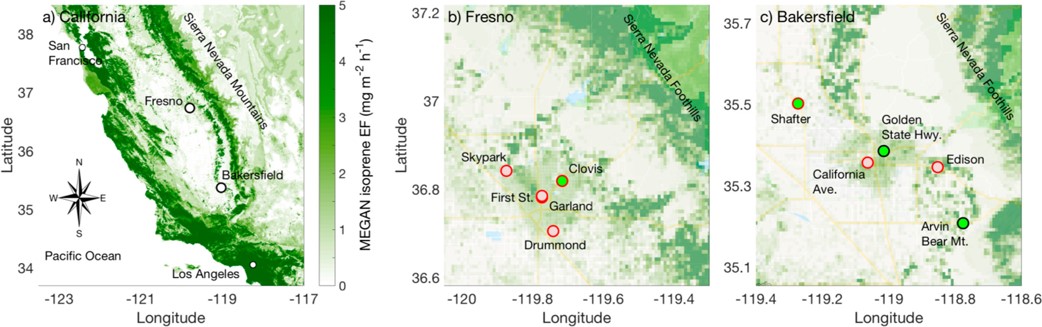 a) California
38
37
36
35
34
Latitude
San
Francisco
Sierra Nevada Mountains
Fresno
Bakersfield
N
W
E
S
Pacific Ocean
Los Angeles
-123
-121
-119
-117
Longitude
5
4
3
2
1
0
MEGAN isoprene EF (mg m⁻² h⁻¹)
b) Fresno
37.2
37
36.8
36.6
Latitude
Sierra Nevada Foothills
Skypark
Clovis
First St.
Garland
Drummond
-120
-119.8
-119.6
-119.4
Longitude
c) Bakersfield
35.7
35.5
35.3
35.1
Sierra Nevada Foothills
Shafter
Golden
State Hwy.
California
Ave.
Edison
Arvin
Bear Mt.
-119.4
-119.2
-119
-118.8
-118.6
Longitude